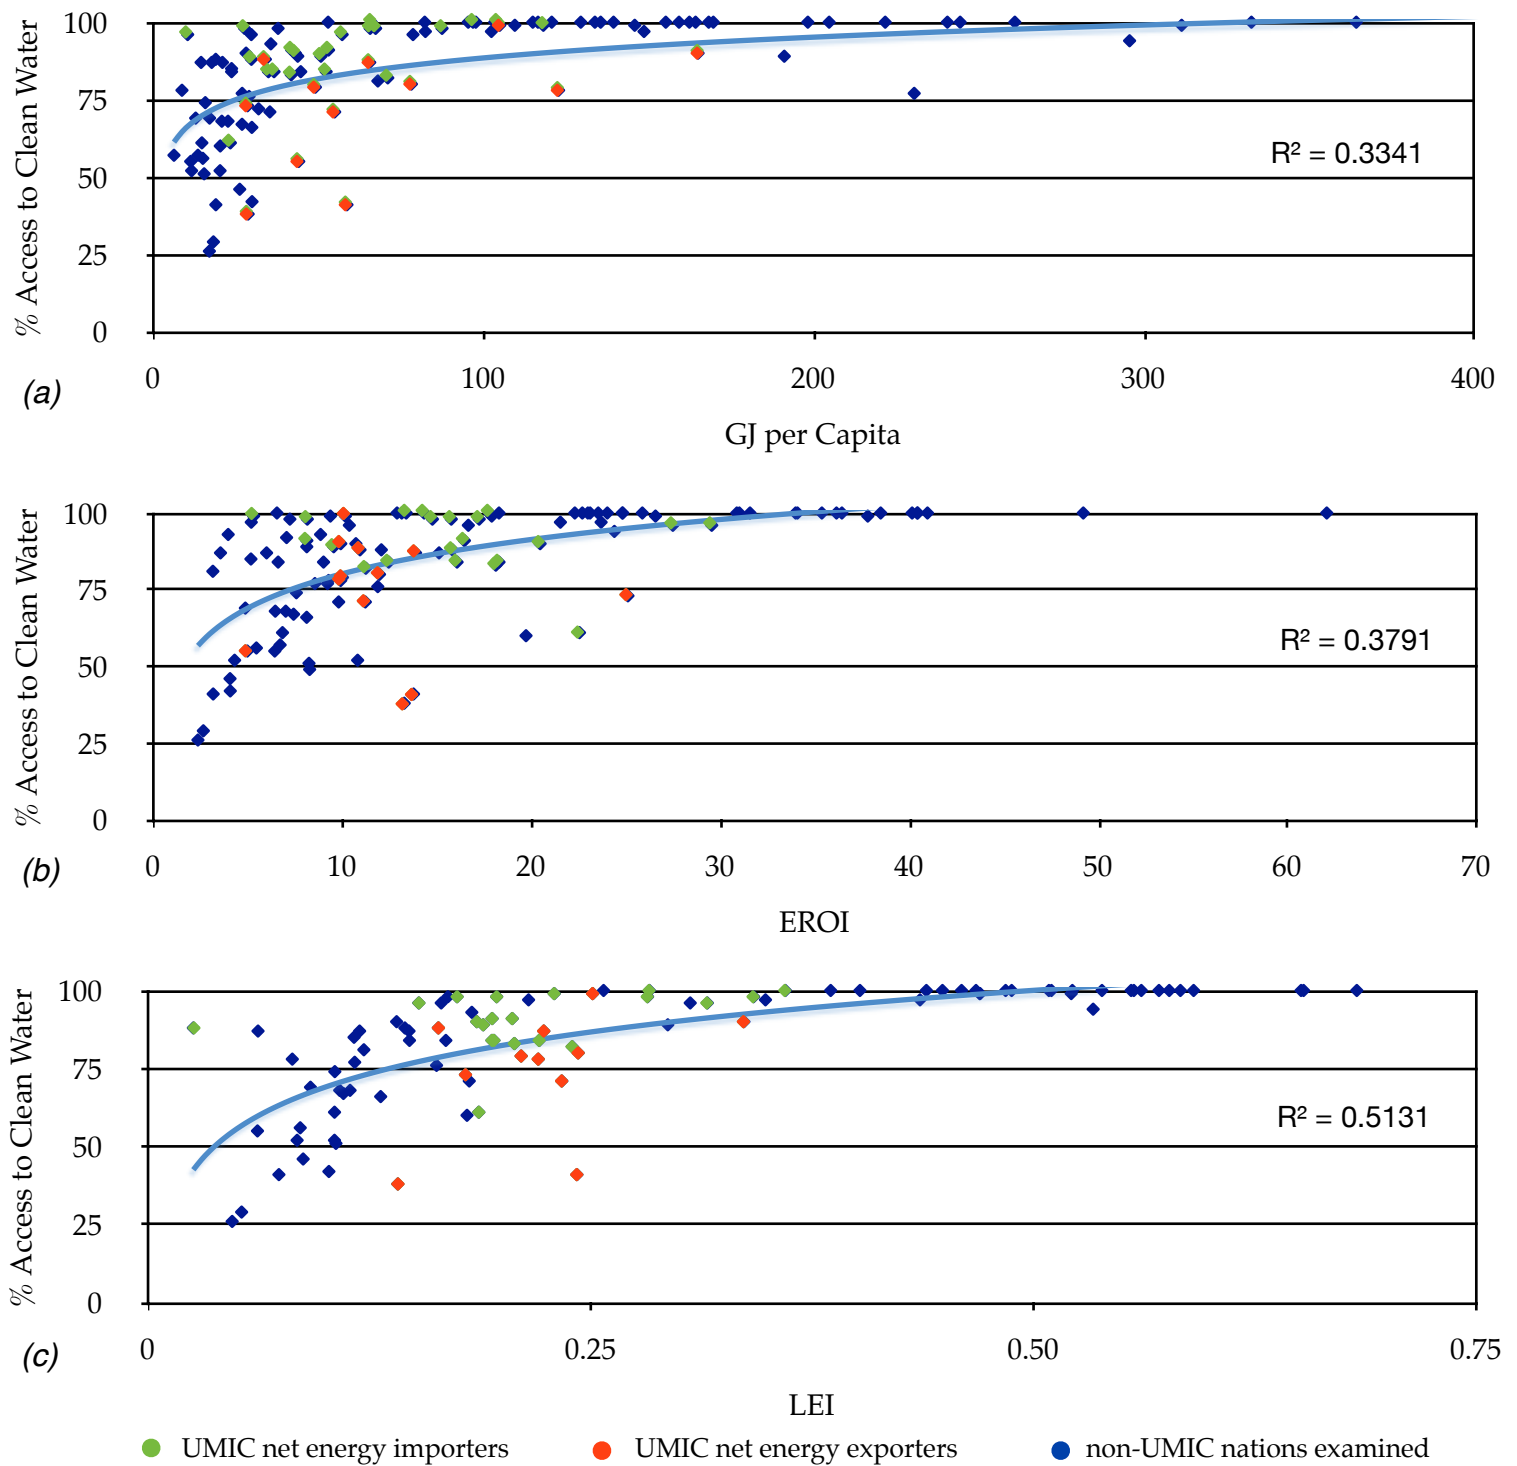 % Access to Clean Water
100
75
50
25
0
R² = 0.3341
0 100 200 300 400
(a)
GJ per Capita
% Access to Clean Water
100
75
50
25
0
R² = 0.3791
0 10 20 30 40 50 60 70
(b)
EROI
% Access to Clean Water
100
75
50
25
0
R² = 0.5131
0 0.25 0.50 0.75
(c)
LEI
UMIC net energy importers UMIC net energy exporters non-UMIC nations examined